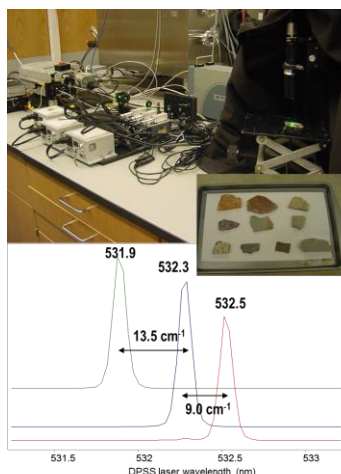 531.9
532.3
532.5
13.5 cm-1
9.0 cm-1
531.5 532 532.5 533
DPSS laser wavelength (nm)